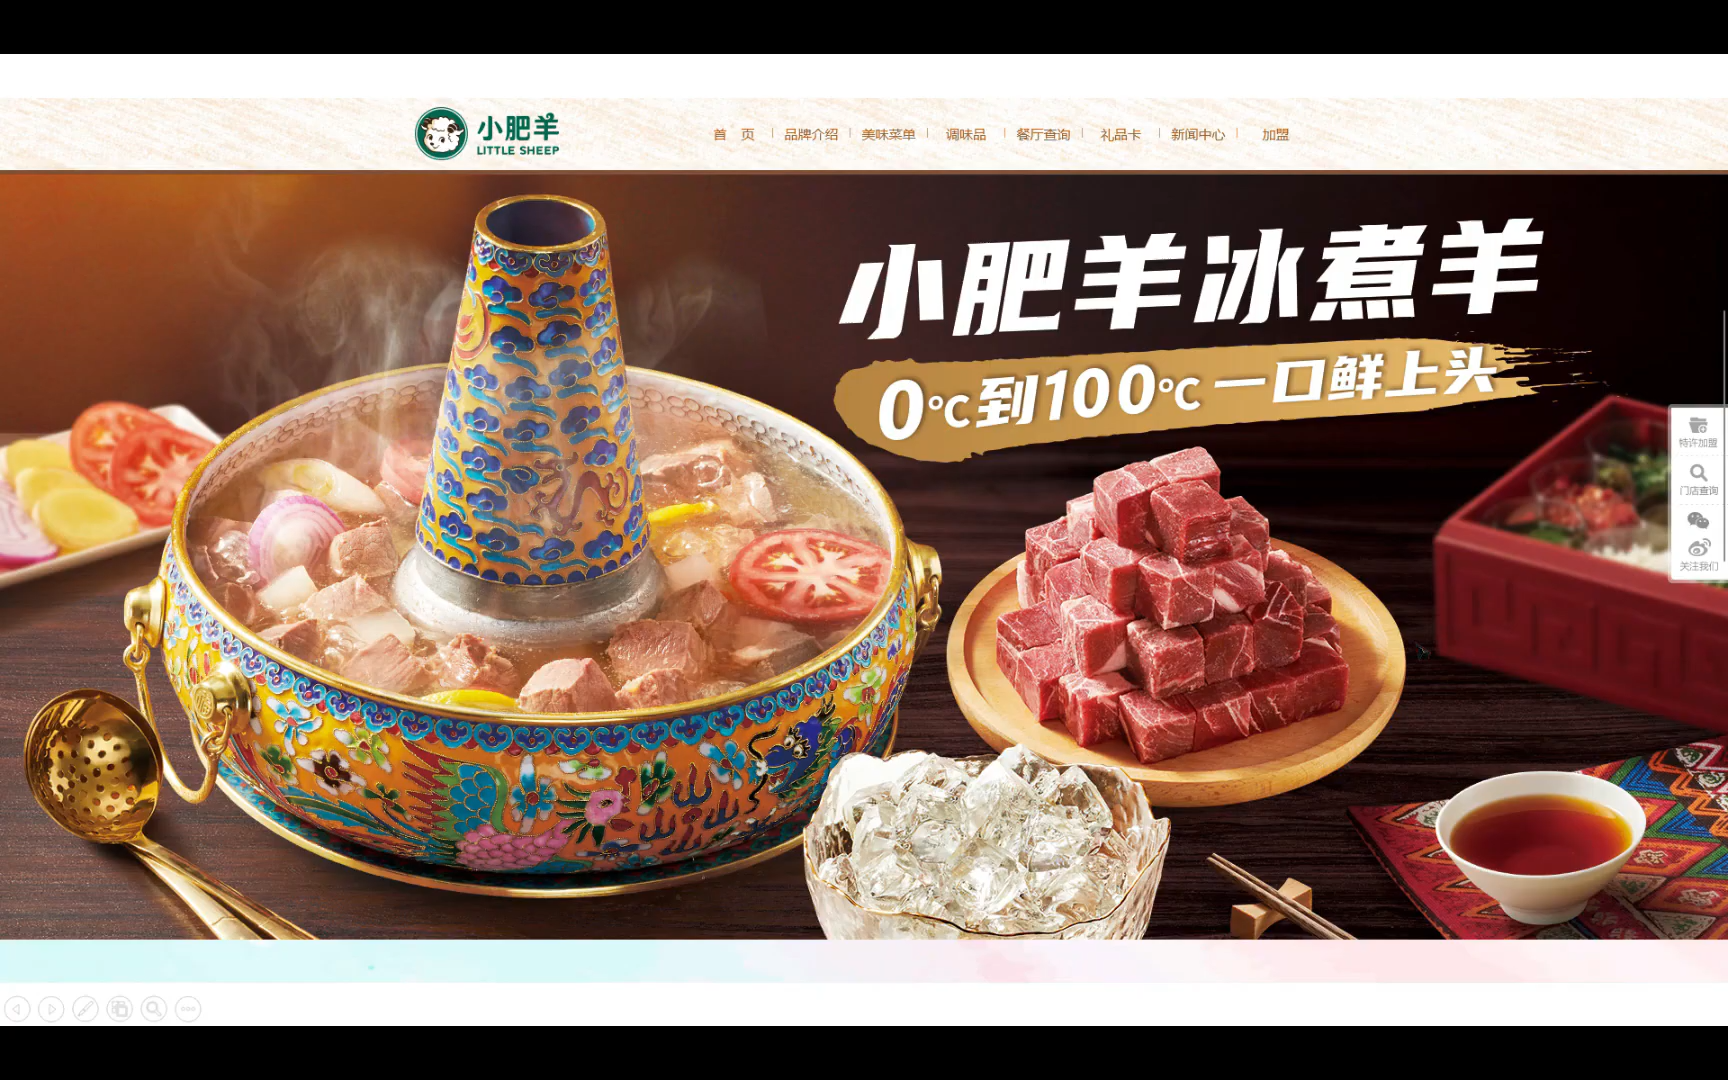 小肥羊
LITTLE SHEEP
首 页 品牌介绍 美味菜单 调味品 餐厅查询 礼品卡 新闻中心 加盟
小肥羊冰煮羊
0℃到100℃一口鲜上头
特许加盟
门店查询
关注我们